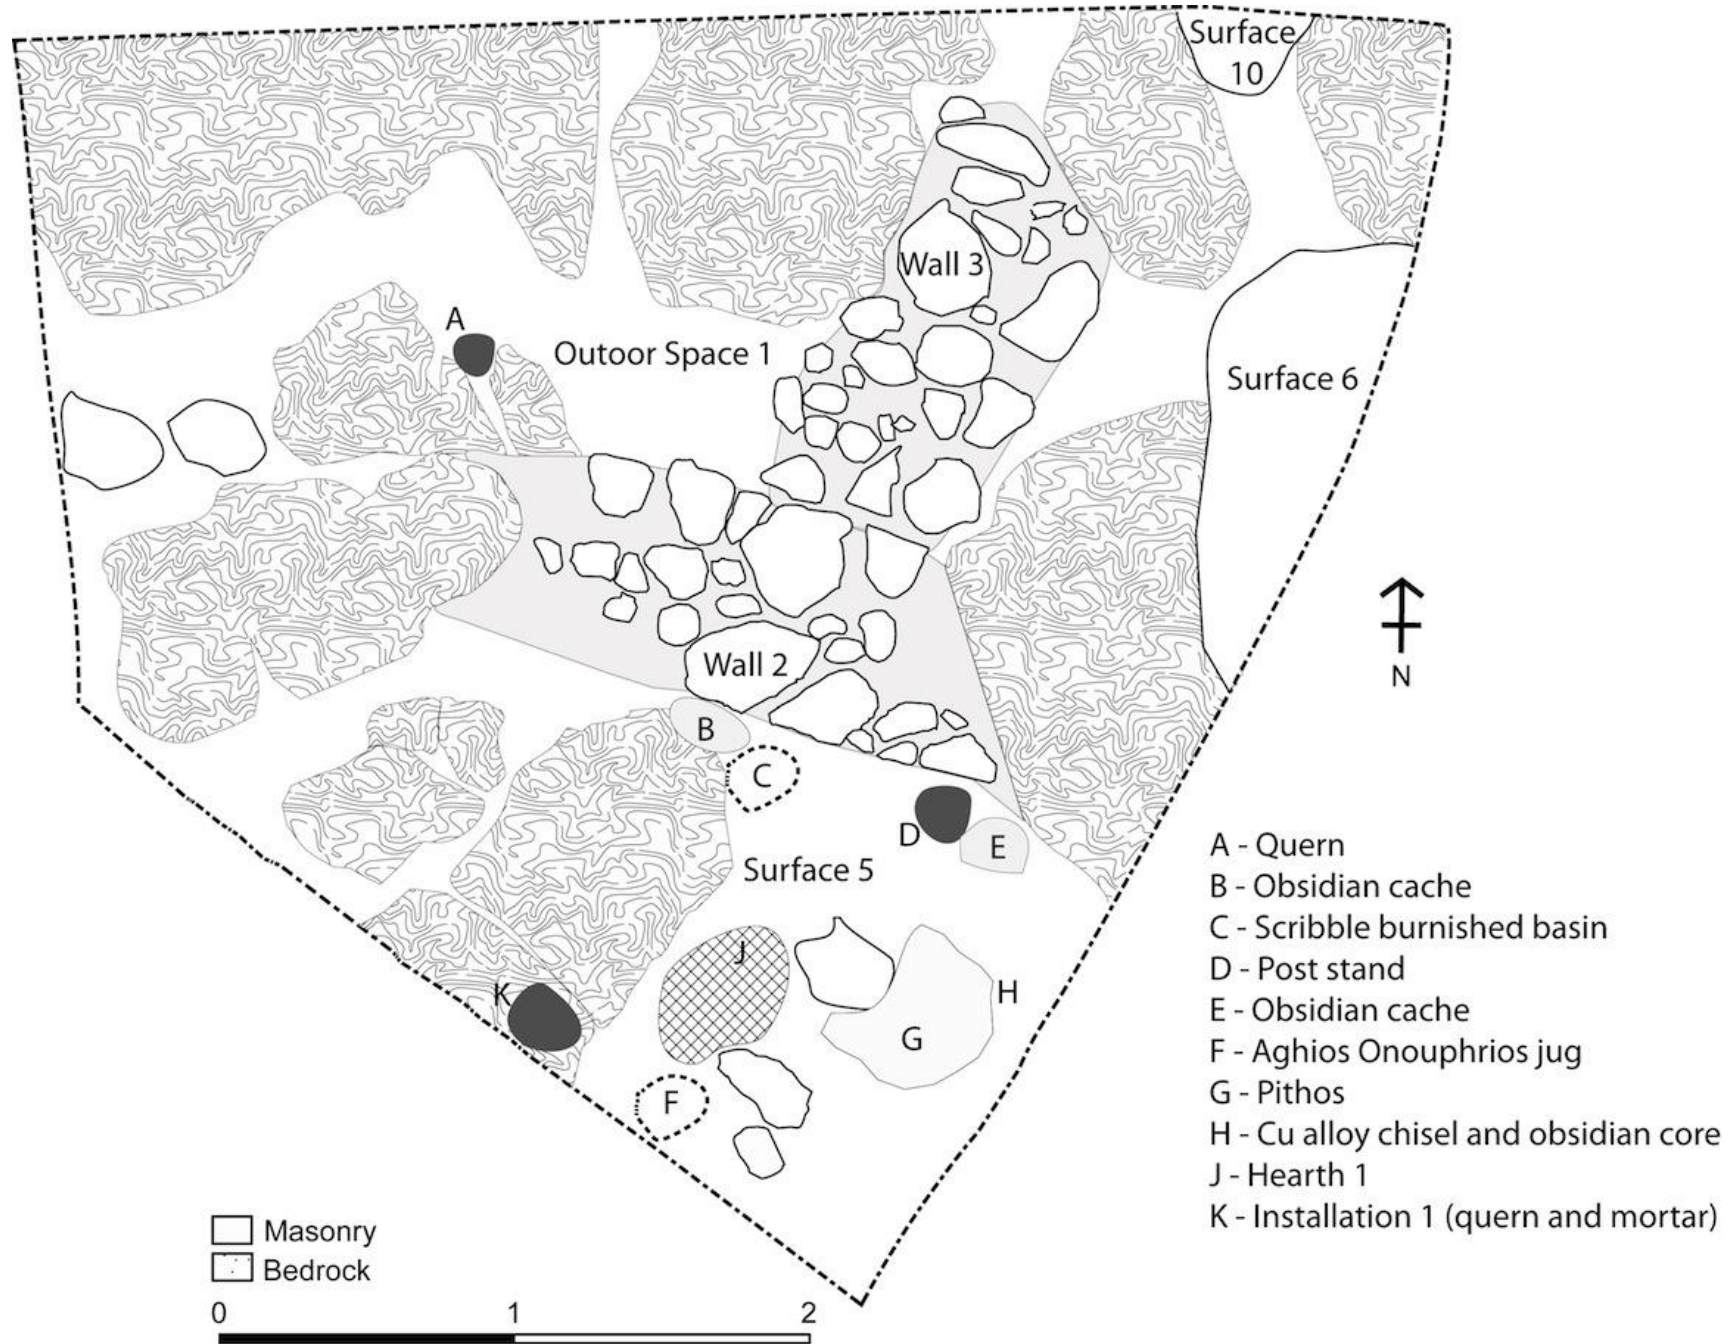 Surface
10
Wall 3
A
Outoor Space 1
Surface 6
Wall 2
N
B
C
D
E
Surface 5
J
K
H
G
F
A - Quern
B - Obsidian cache
C - Scribble burnished basin
D - Post stand
E - Obsidian cache
F - Aghios Onouphrios jug
G - Pithos
H - Cu alloy chisel and obsidian core
J - Hearth 1
K - Installation 1 (quern and mortar)
Masonry
Bedrock
0 1 2